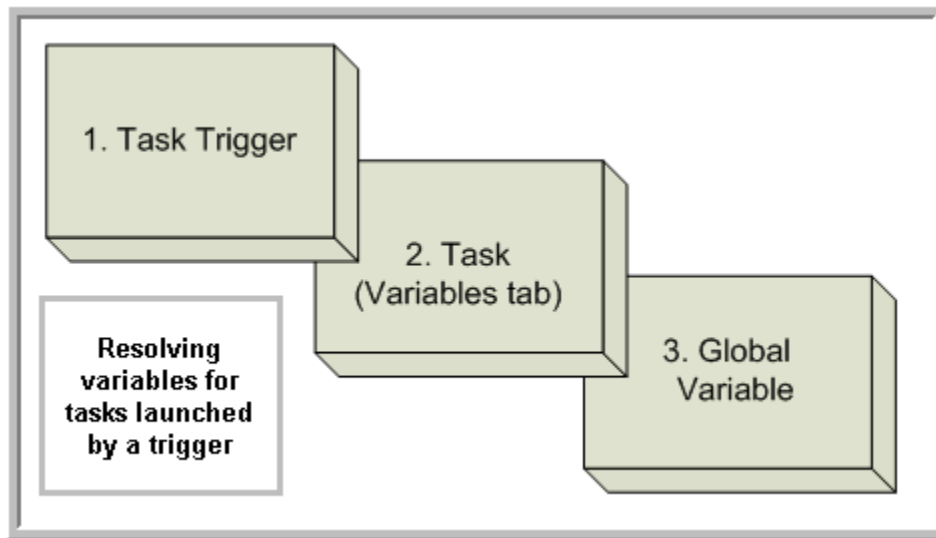 1. Task Trigger
2. Task
(Variables tab)
3. Global
Variable
Resolving
variables for
tasks launched
by a trigger